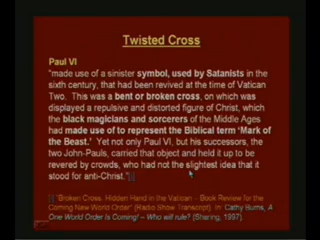 Twisted Cross
Paul VI
"made use of a sinister symbol, used by Satanists in the
sixth century, that had been revived at the time of Vatican
Two. This was a bent or broken cross, on which was
displayed a repulsive and distorted figure of Christ, which
the black magicians and sorcerers of the Middle Ages
had made use of to represent the Biblical term 'Mark of
the Beast.' Yet not only Paul VI, but his successors, the
two John-Pauls, carried that object and held it up to be
revered by crowds, who had not the slightest idea that it
stood for anti-Christ."[i]
[i] "Broken Cross: Hidden Hand in the Vatican – Book Review for the
Coming New World Order" (Radio Show Transcript). In: Cathy Burns, A
One World Order Is Coming! – Who will rule? (Sharing, 1997).